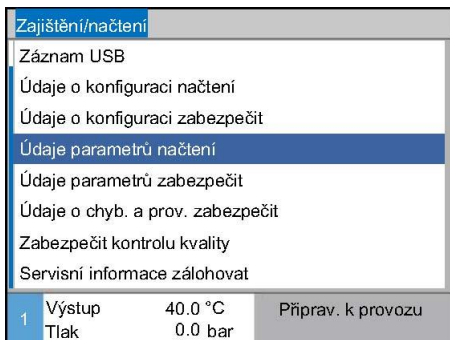 Zajištění/načtení
Záznam USB
Údaje o konfiguraci načtení
Údaje o konfiguraci zabezpečit
Údaje parametrů načtení
Údaje parametrů zabezpečit
Údaje o chyb. a prov. zabezpečit
Zabezpečit kontrolu kvality
Servisní informace zálohovat
1 Výstup 40.0 °C Připrav. k provozu
Tlak 0.0 bar